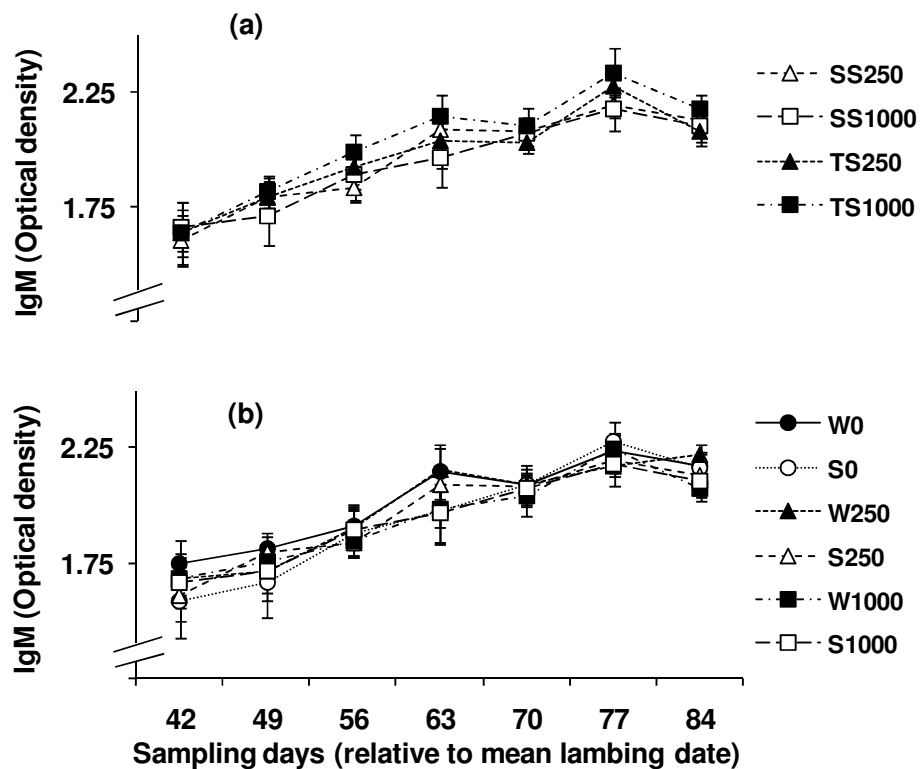 (a)
IgM (Optical density)
2.25
1.75
SS250
SS1000
TS250
TS1000
(b)
IgM (Optical density)
2.25
1.75
W0
S0
W250
S250
W1000
S1000
42 49 56 63 70 77 84
Sampling days (relative to mean lambing date)